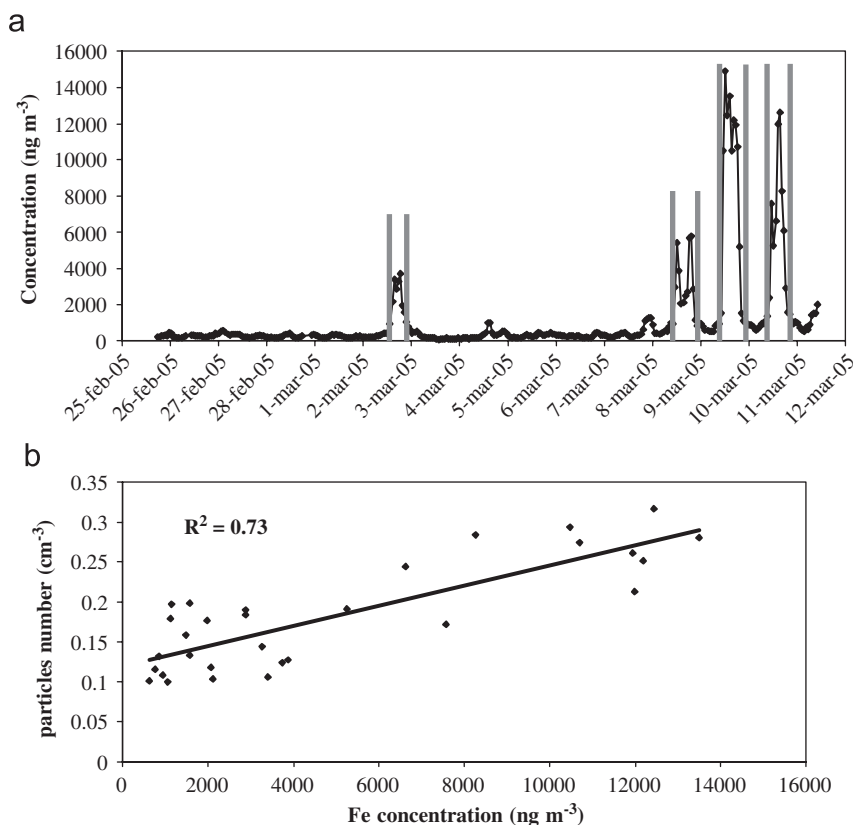 a
16000
14000
12000
10000
8000
6000
4000
2000
0
Concentration (ng m⁻³)
25-feb-05
26-feb-05
27-feb-05
28-feb-05
1-mar-05
2-mar-05
3-mar-05
4-mar-05
5-mar-05
6-mar-05
7-mar-05
8-mar-05
9-mar-05
10-mar-05
11-mar-05
12-mar-05
b
0.35
0.3
0.25
0.2
0.15
0.1
0.05
0
particles number (cm⁻³)
R² = 0.73
0 2000 4000 6000 8000 10000 12000 14000 16000
Fe concentration (ng m⁻³)